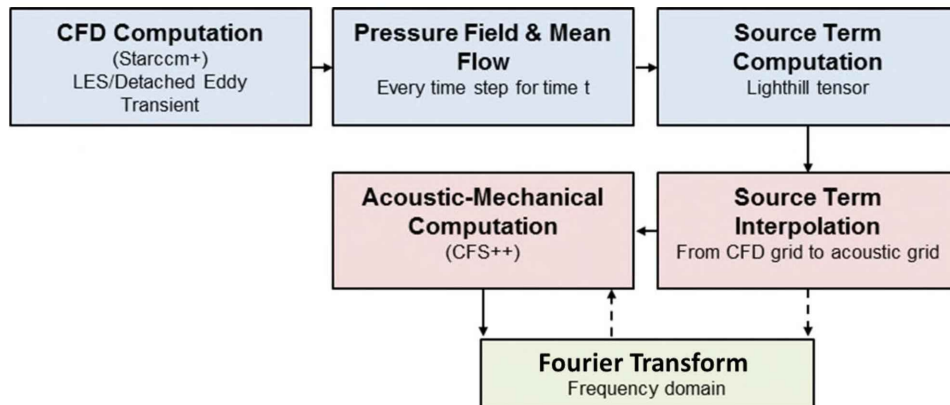 CFD Computation
(Starccm+)
LES/Detached Eddy
Transient
Pressure Field & Mean
Flow
Every time step for time t
Source Term
Computation
Lighthill tensor
Acoustic-Mechanical
Computation
(CFS++)
Source Term
Interpolation
From CFD grid to acoustic grid
Fourier Transform
Frequency domain